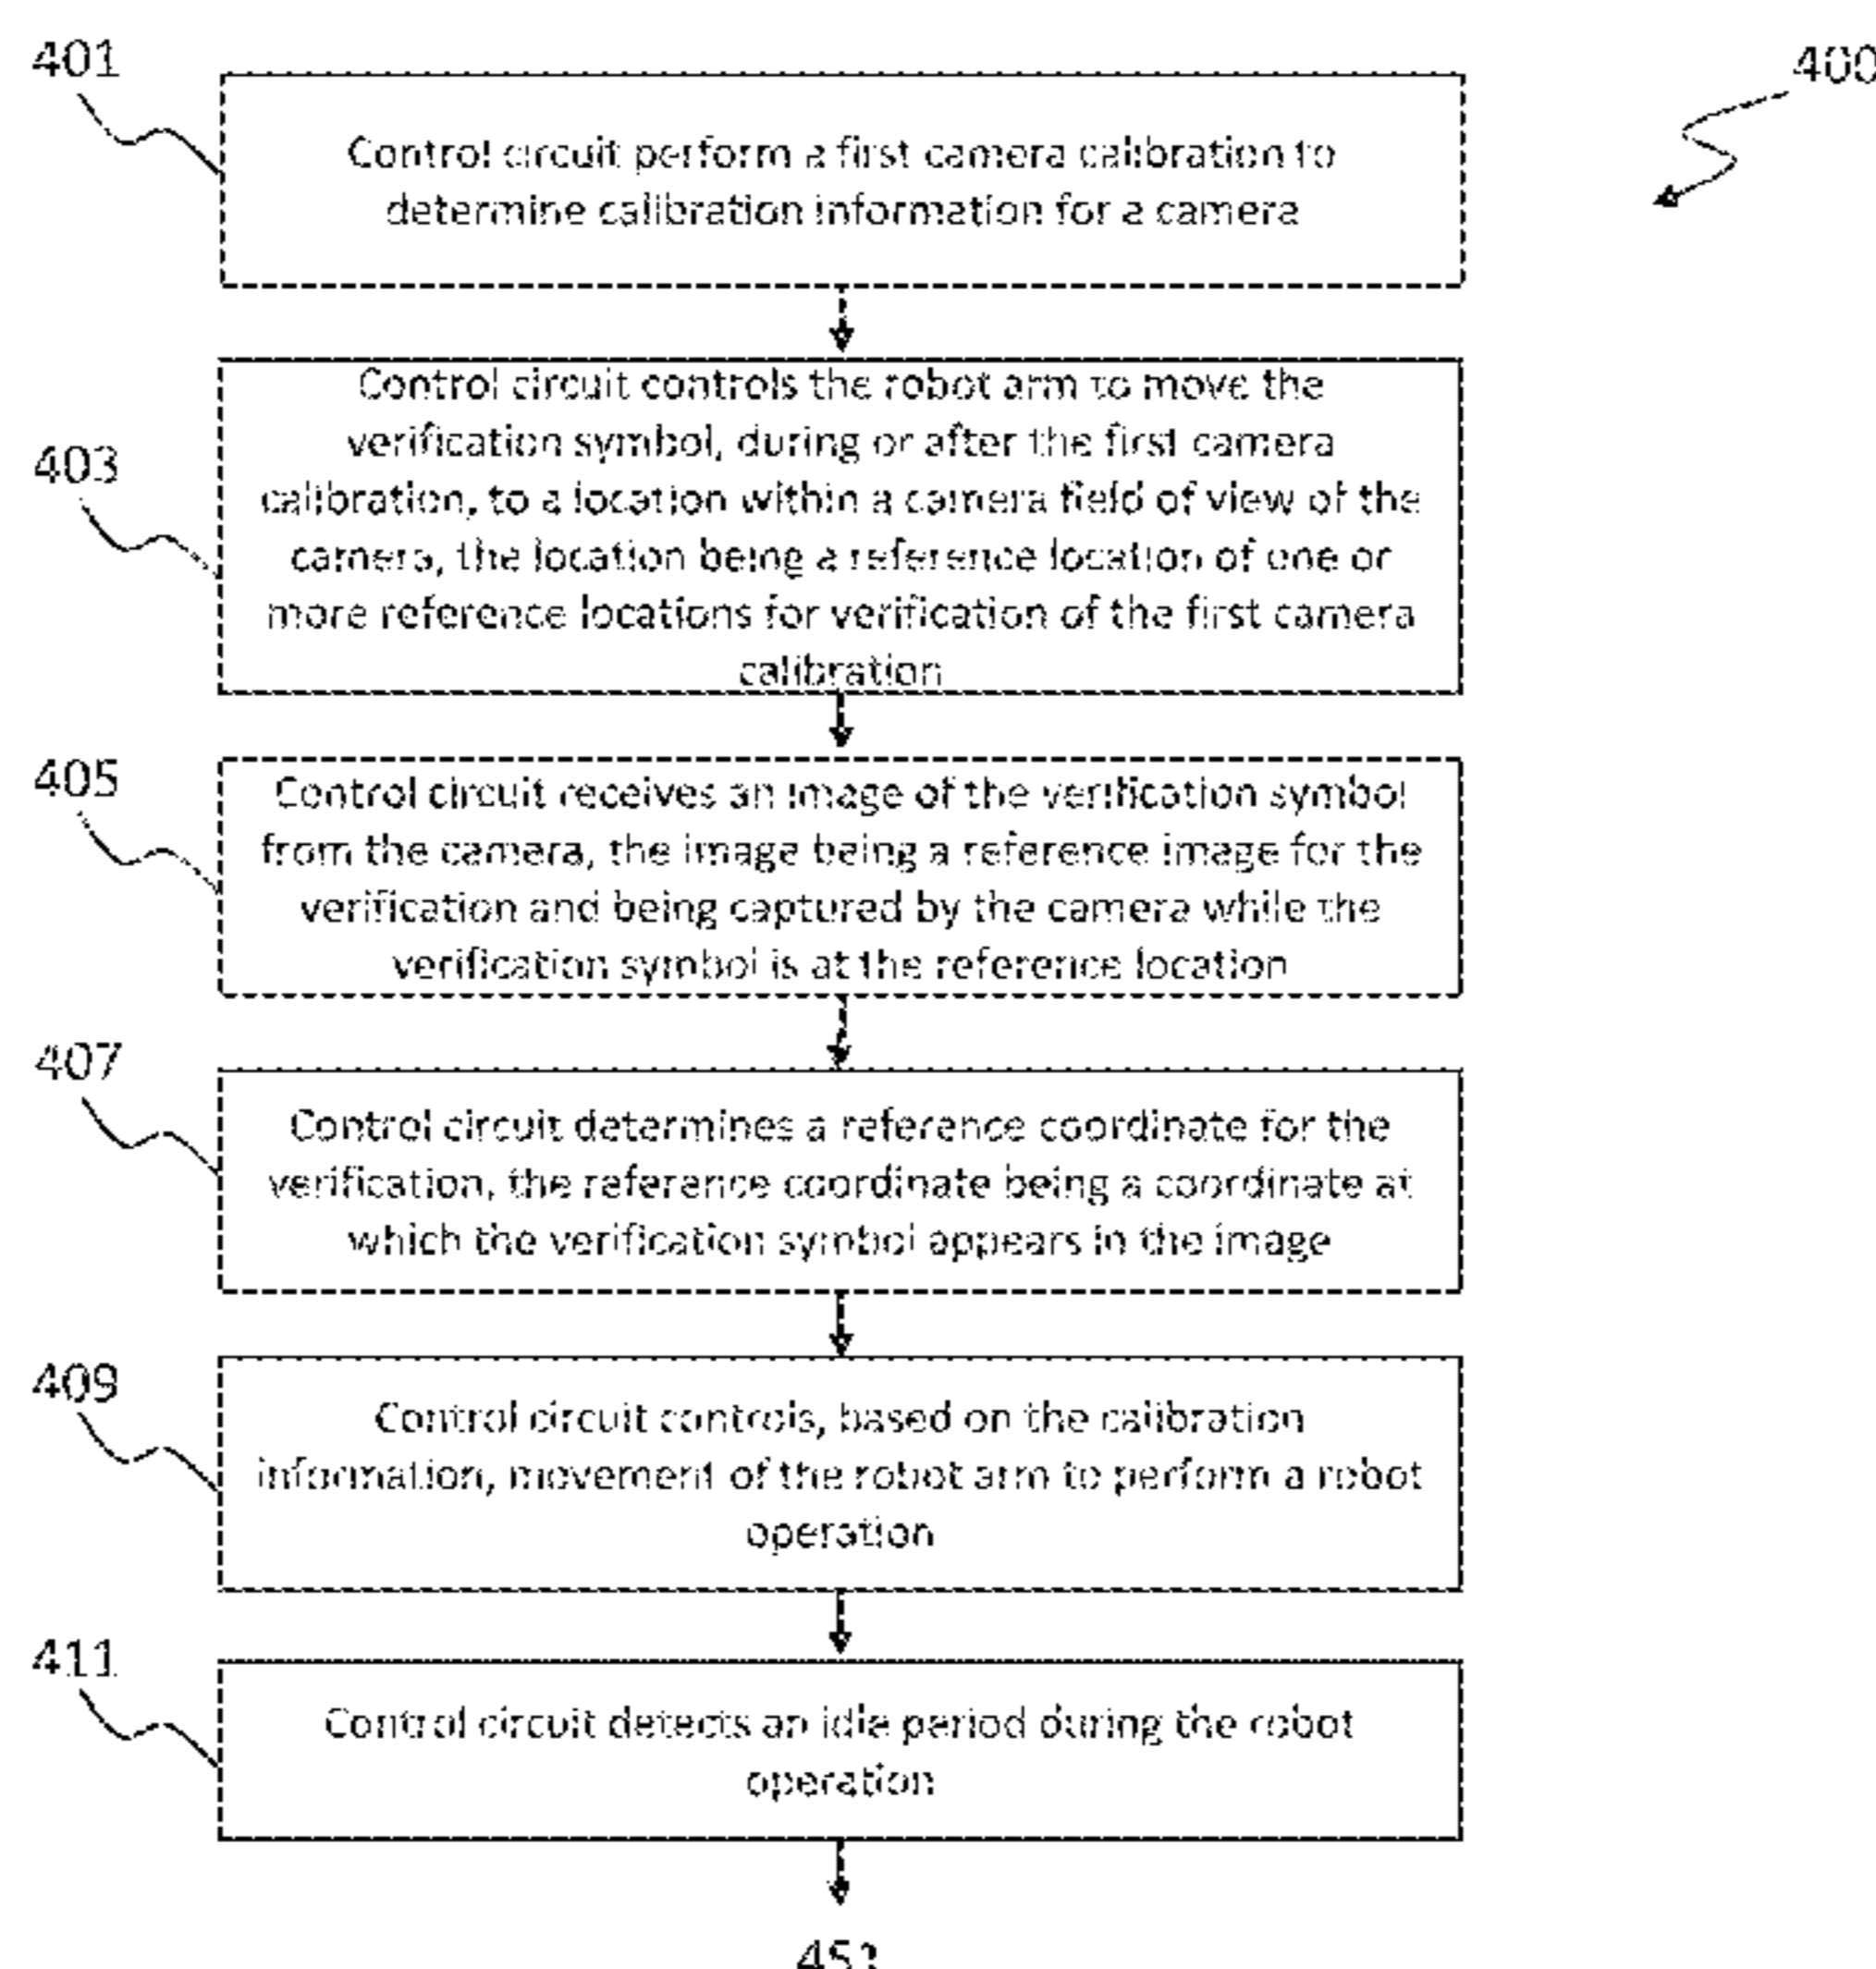 401
400
Control circuit perform a first camera calibration to
determine calibration information for a camera
Control circuit controls the robot arm to move the
verification symbol, during or after the first camera
403
calibration, to a location within a camera field of view of the
camera, the location being a reference location of one or
more reference locations for verification of the first camera
calibration
405
Control circuit receives an image of the verification symbol
from the camera, the image being a reference image for the
verification and being captured by the camera while the
verification symbol is at the reference location
407
Control circuit determines a reference coordinate for the
verification, the reference coordinate being a coordinate at
which the verification symbol appears in the image
409
Control circuit controls, based on the calibration
information, movement of the robot arm to perform a robot
operation
411
Control circuit detects an idle period during the robot
operation